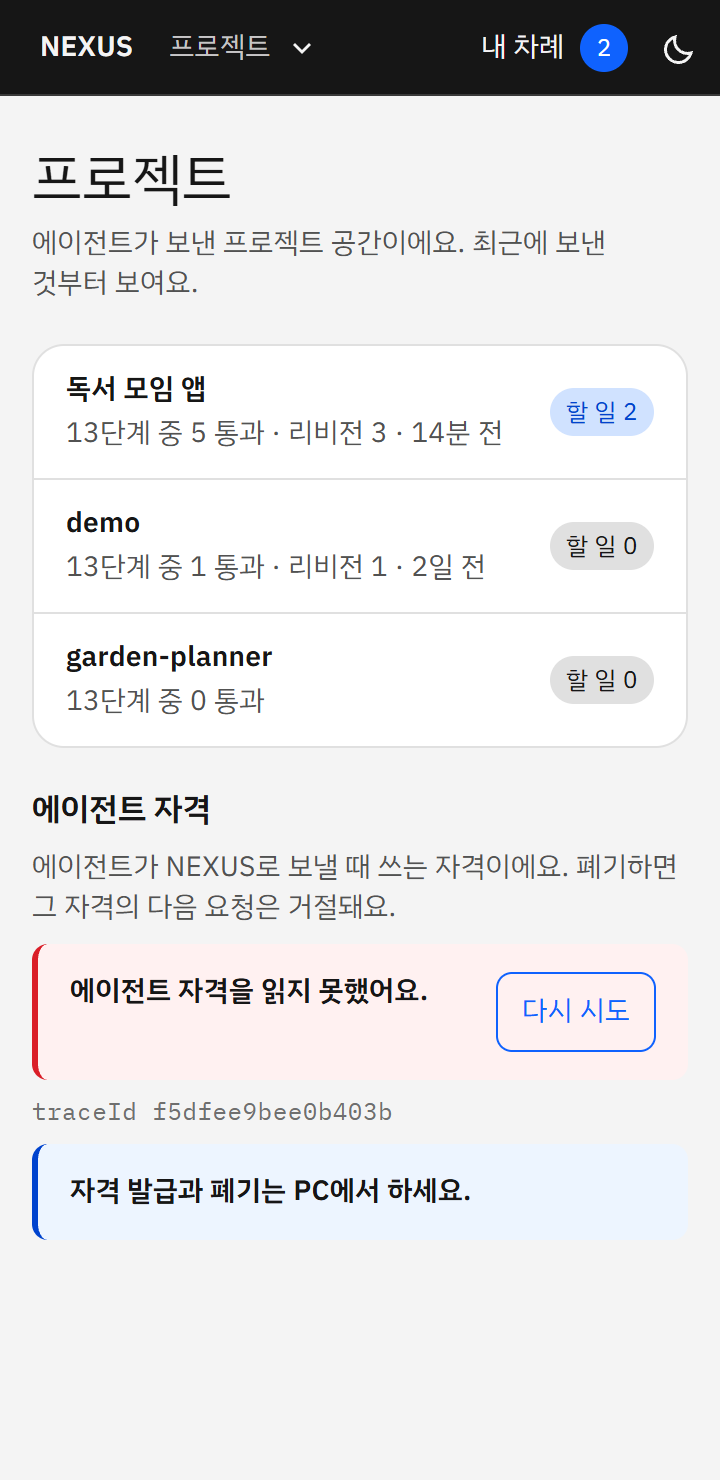 NEXUS 프로젝트 내 차례 2
프로젝트
에이전트가 보낸 프로젝트 공간이에요. 최근에 보낸
것부터 보여요.
독서 모임 앱
13단계 중 5 통과 · 리비전 3 · 14분 전
할 일 2
demo
13단계 중 1 통과 · 리비전 1 · 2일 전
할 일 0
garden-planner
13단계 중 0 통과
할 일 0
에이전트 자격
에이전트가 NEXUS로 보낼 때 쓰는 자격이에요. 폐기하면
그 자격의 다음 요청은 거절돼요.
에이전트 자격을 읽지 못했어요.
다시 시도
traceId f5dfee9bee0b403b
자격 발급과 폐기는 PC에서 하세요.